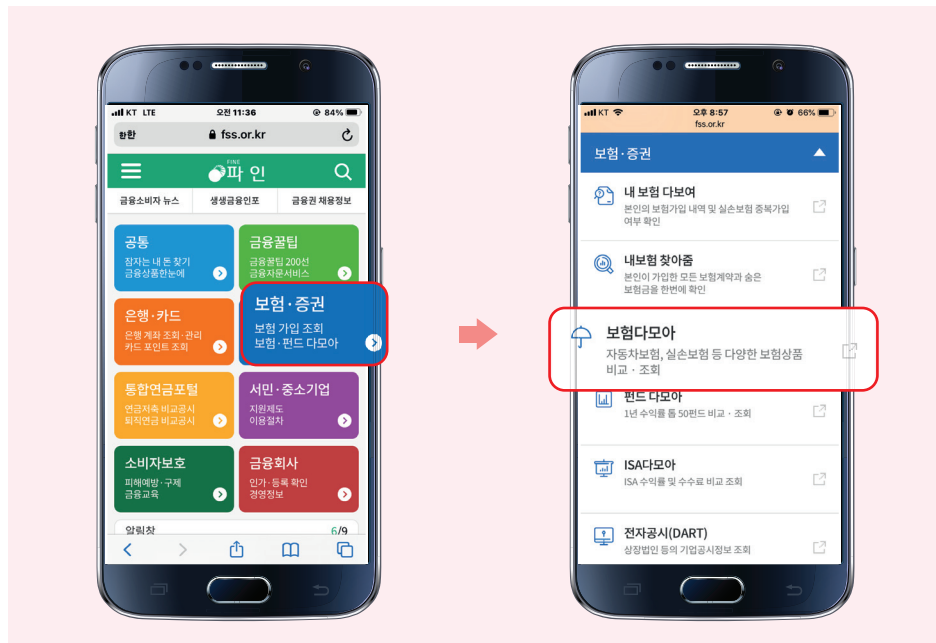 KT LTE
오전 11:36
84%
fss.or.kr
FINE
파인
금융소비자 뉴스
생생금융인포
금융권 채용정보
공통
잠자는 내 돈 찾기
금융상품한눈에
금융꿀팁
금융꿀팁 200선
금융자문서비스
은행·카드
은행 계좌 조회·관리
카드 포인트 조회
보험·증권
보험 가입 조회
보험·펀드 다모아
통합연금포털
연금저축 비교공시
퇴직연금 비교공시
서민·중소기업
지원제도
이용절차
소비자보호
피해예방·구제
금융교육
금융회사
인가·등록 확인
경영정보
알림창
6/9
KT
오후 8:57
66%
fss.or.kr
보험·증권
내 보험 다보여
본인의 보험가입 내역 및 실손보험 중복가입
여부 확인
내보험 찾아줌
본인이 가입한 모든 보험계약과 숨은
보험금을 한번에 확인
보험다모아
자동차보험, 실손보험 등 다양한 보험상품
비교 · 조회
펀드 다모아
1년 수익률 톱 50펀드 비교 · 조회
ISA다모아
ISA 수익률 및 수수료 비교 조회
전자공시(DART)
상장법인 등의 기업공시정보 조회